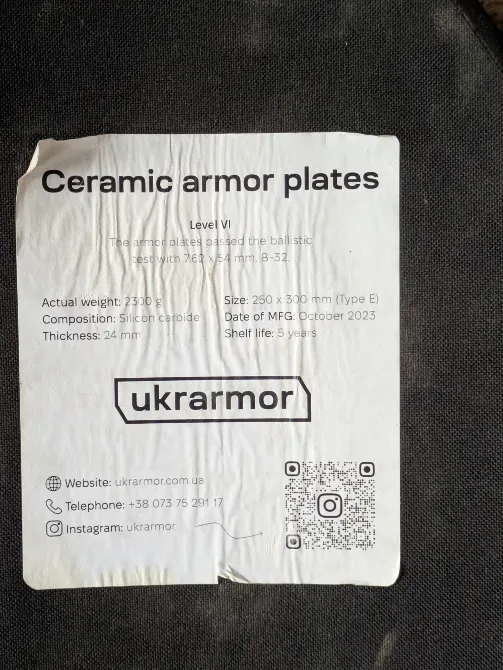 Ceramic armor plates
Level VI
The armor plates passed the ballistic
test with 7.62 x 54 mm, B-32.
Actual weight: 2300 g
Composition: Silicon carbide
Thickness: 24 mm
Size: 250 x 300 mm (Type E)
Date of MFG: October 2023
Shelf life: 5 years
ukrarmor
Website: ukrarmor.com.ua
Telephone: +38 073 75 291 17
Instagram: ukrarmor